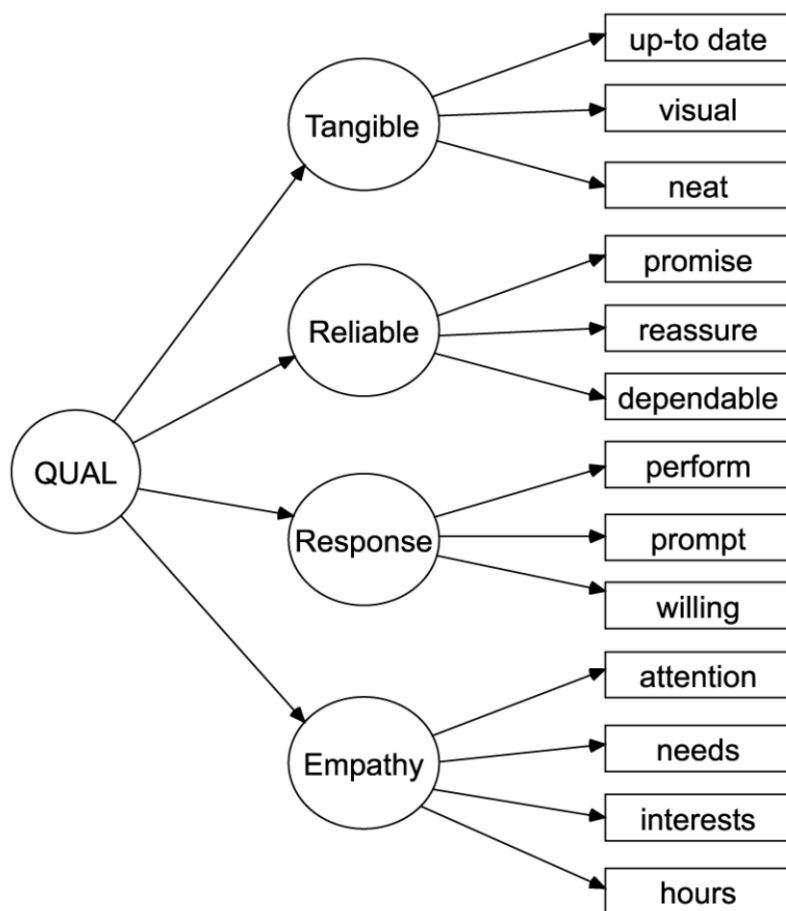 up-to date
Tangible
visual
neat
promise
Reliable
reassure
dependable
QUAL
perform
Response
prompt
willing
attention
Empathy
needs
interests
hours